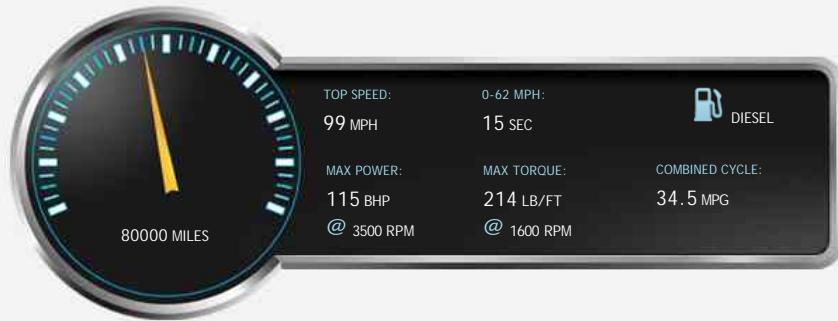 TOP SPEED:
99 MPH
0-62 MPH:
15 SEC
DIESEL
MAX POWER:
115 BHP
@ 3500 RPM
MAX TORQUE:
214 LB/FT
@ 1600 RPM
COMBINED CYCLE:
34.5 MPG
80000 MILES